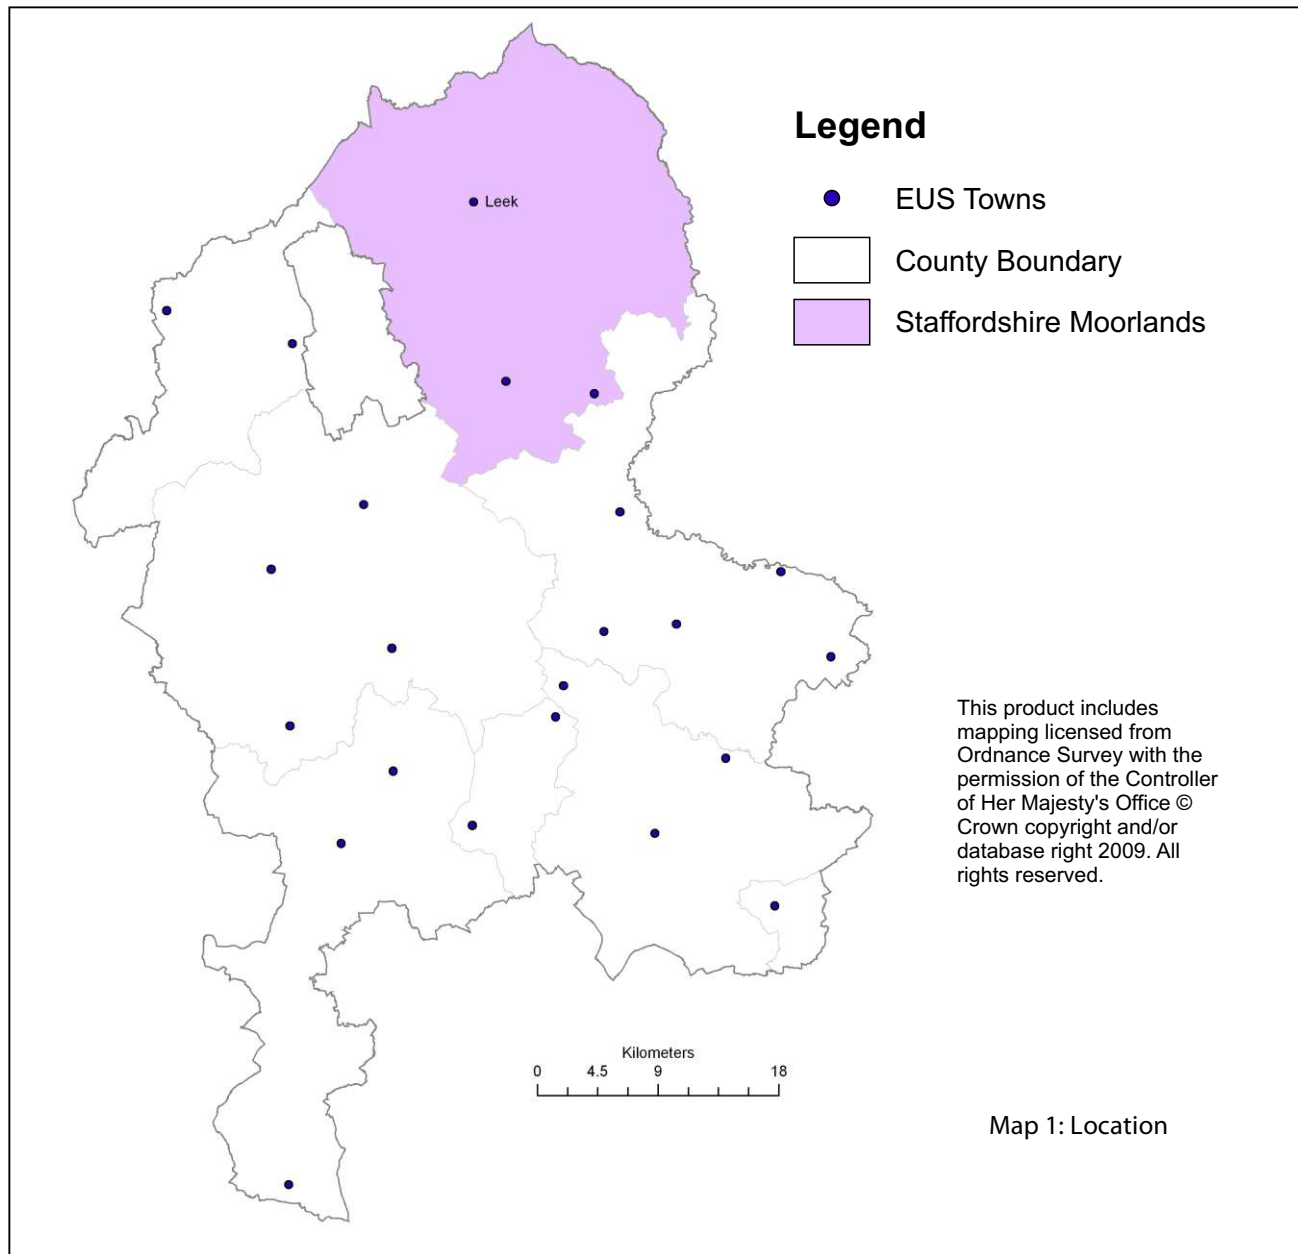 Legend
Leek
EUS Towns
County Boundary
Staffordshire Moorlands
This product includes
mapping licensed from
Ordnance Survey with the
permission of the Controller
of Her Majesty's Office ©
Crown copyright and/or
database right 2009. All
rights reserved.
Kilometers
0 4.5 9 18
Map 1: Location